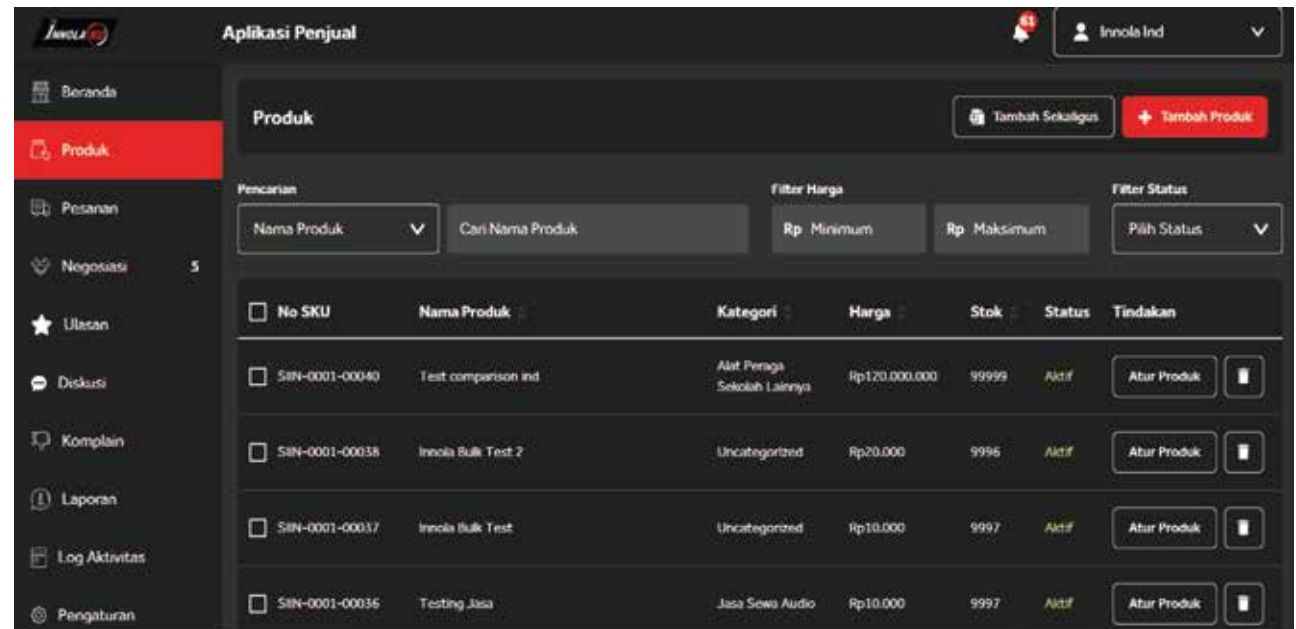 INNOLA
Aplikasi Penjual
61
Innola Ind
Beranda
Produk
Pesanan
Negosiasi 5
Ulasan
Diskusi
Komplain
Laporan
Log Aktivitas
Pengaturan
Produk
Tambah Sekaligus
Tambah Produk
Pencarian Filter Harga Filter Status
Nama Produk Cari Nama Produk Rp Minimum Rp Maksimum Pilih Status
No SKU Nama Produk Kategori Harga Stok Status Tindakan
SIIN-0001-00040 Test comparison ind Alat Peraga
Sekolah Lainnya Rp120.000.000 99999 Aktif Atur Produk
SIIN-0001-00038 Innola Bulk Test 2 Uncategorized Rp20.000 9996 Aktif Atur Produk
SIIN-0001-00037 Innola Bulk Test Uncategorized Rp10.000 9997 Aktif Atur Produk
SIIN-0001-00036 Testing Jasa Jasa Sewa Audio Rp10.000 9997 Aktif Atur Produk